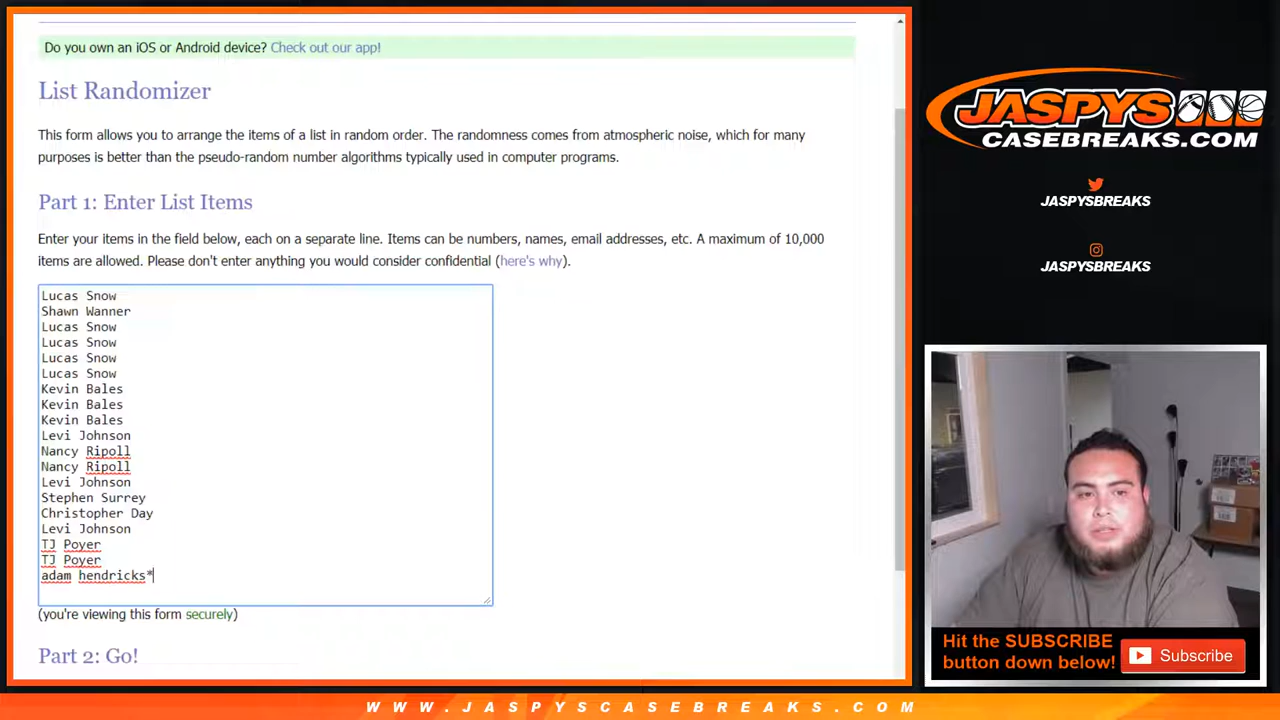 Do you own an iOS or Android device? Check out our app!
List Randomizer
This form allows you to arrange the items of a list in random order. The randomness comes from atmospheric noise, which for many
purposes is better than the pseudo-random number algorithms typically used in computer programs.
Part 1: Enter List Items
Enter your items in the field below, each on a separate line. Items can be numbers, names, email addresses, etc. A maximum of 10,000
items are allowed. Please don't enter anything you would consider confidential (here's why).
Lucas Snow
Shawn Wanner
Lucas Snow
Lucas Snow
Lucas Snow
Lucas Snow
Kevin Bales
Kevin Bales
Kevin Bales
Levi Johnson
Nancy Ripoll
Nancy Ripoll
Levi Johnson
Stephen Surrey
Christopher Day
Levi Johnson
TJ Poyer
TJ Poyer
adam hendricks*
(you're viewing this form securely)
Part 2: Go!
JASPYS
CASEBREAKS.COM
JASPYSBREAKS
JASPYSBREAKS
Hit the SUBSCRIBE
button down below!
Subscribe
WWW.JASPYSCASEBREAKS.COM